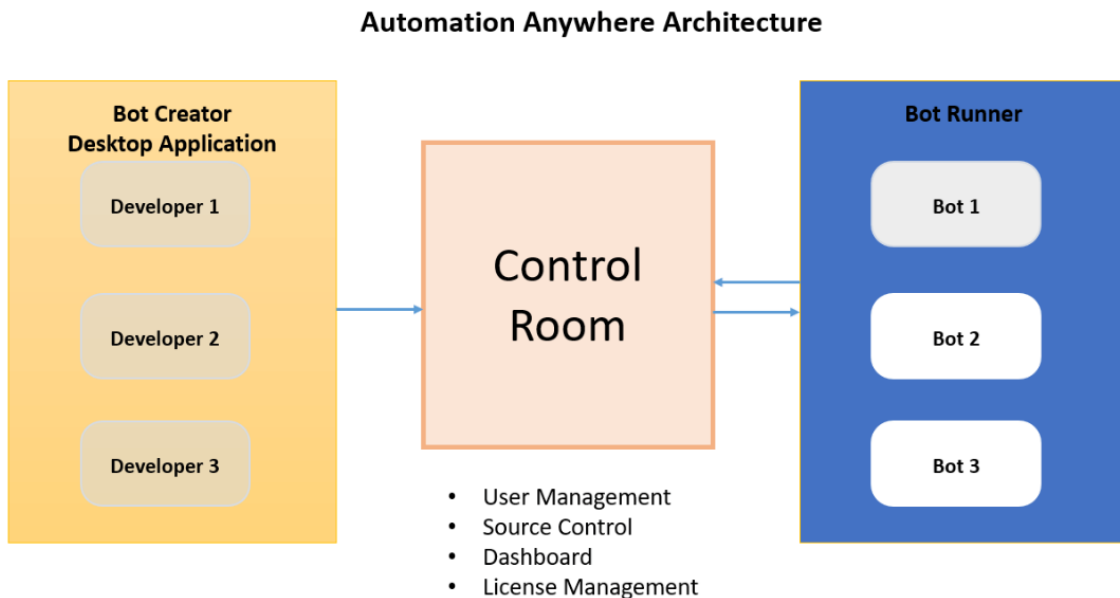 Automation Anywhere Architecture
Bot Creator
Desktop Application
Developer 1
Developer 2
Developer 3
Control
Room
• User Management
• Source Control
• Dashboard
• License Management
Bot Runner
Bot 1
Bot 2
Bot 3